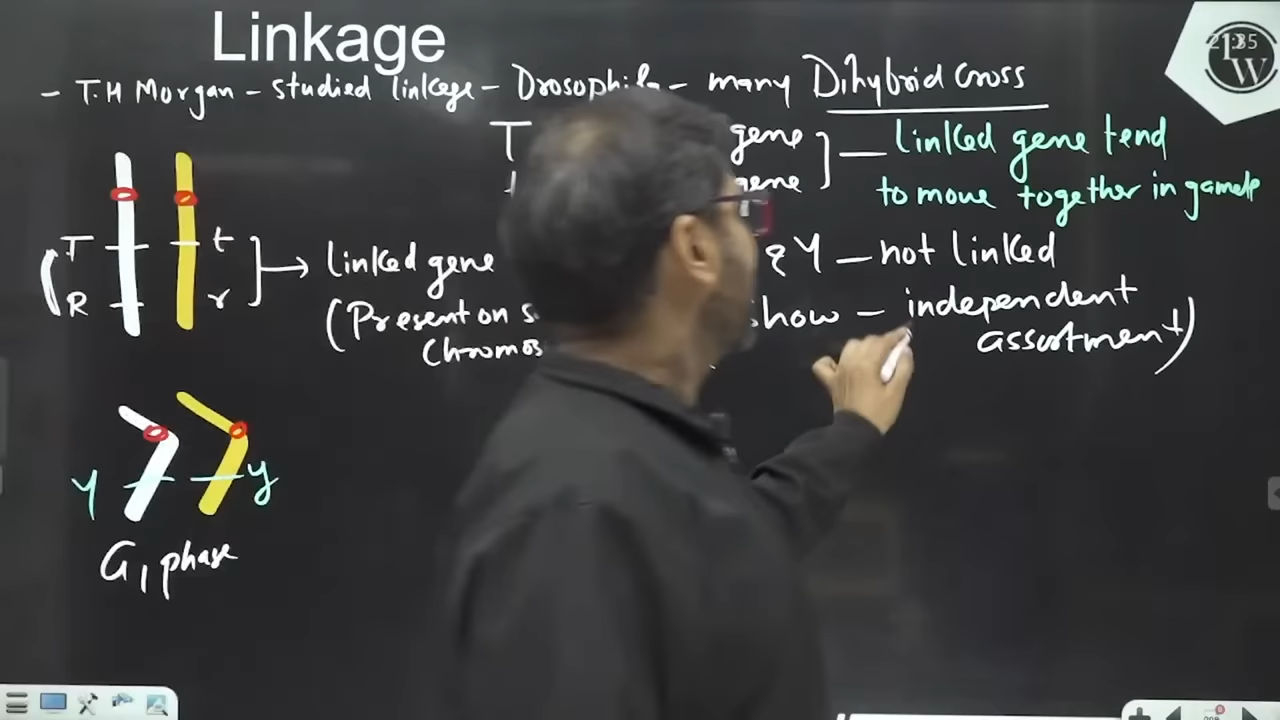 Linkage
- T.H Morgan - studied linkage - Drosophila - many Dihybrid Cross
T gene
gene
linked gene tend
to move together in gamete
T t
R r
linked gene
(Present on s
Chromos
& Y - not linked
show - independent
assortment)
Y y
G1 phase